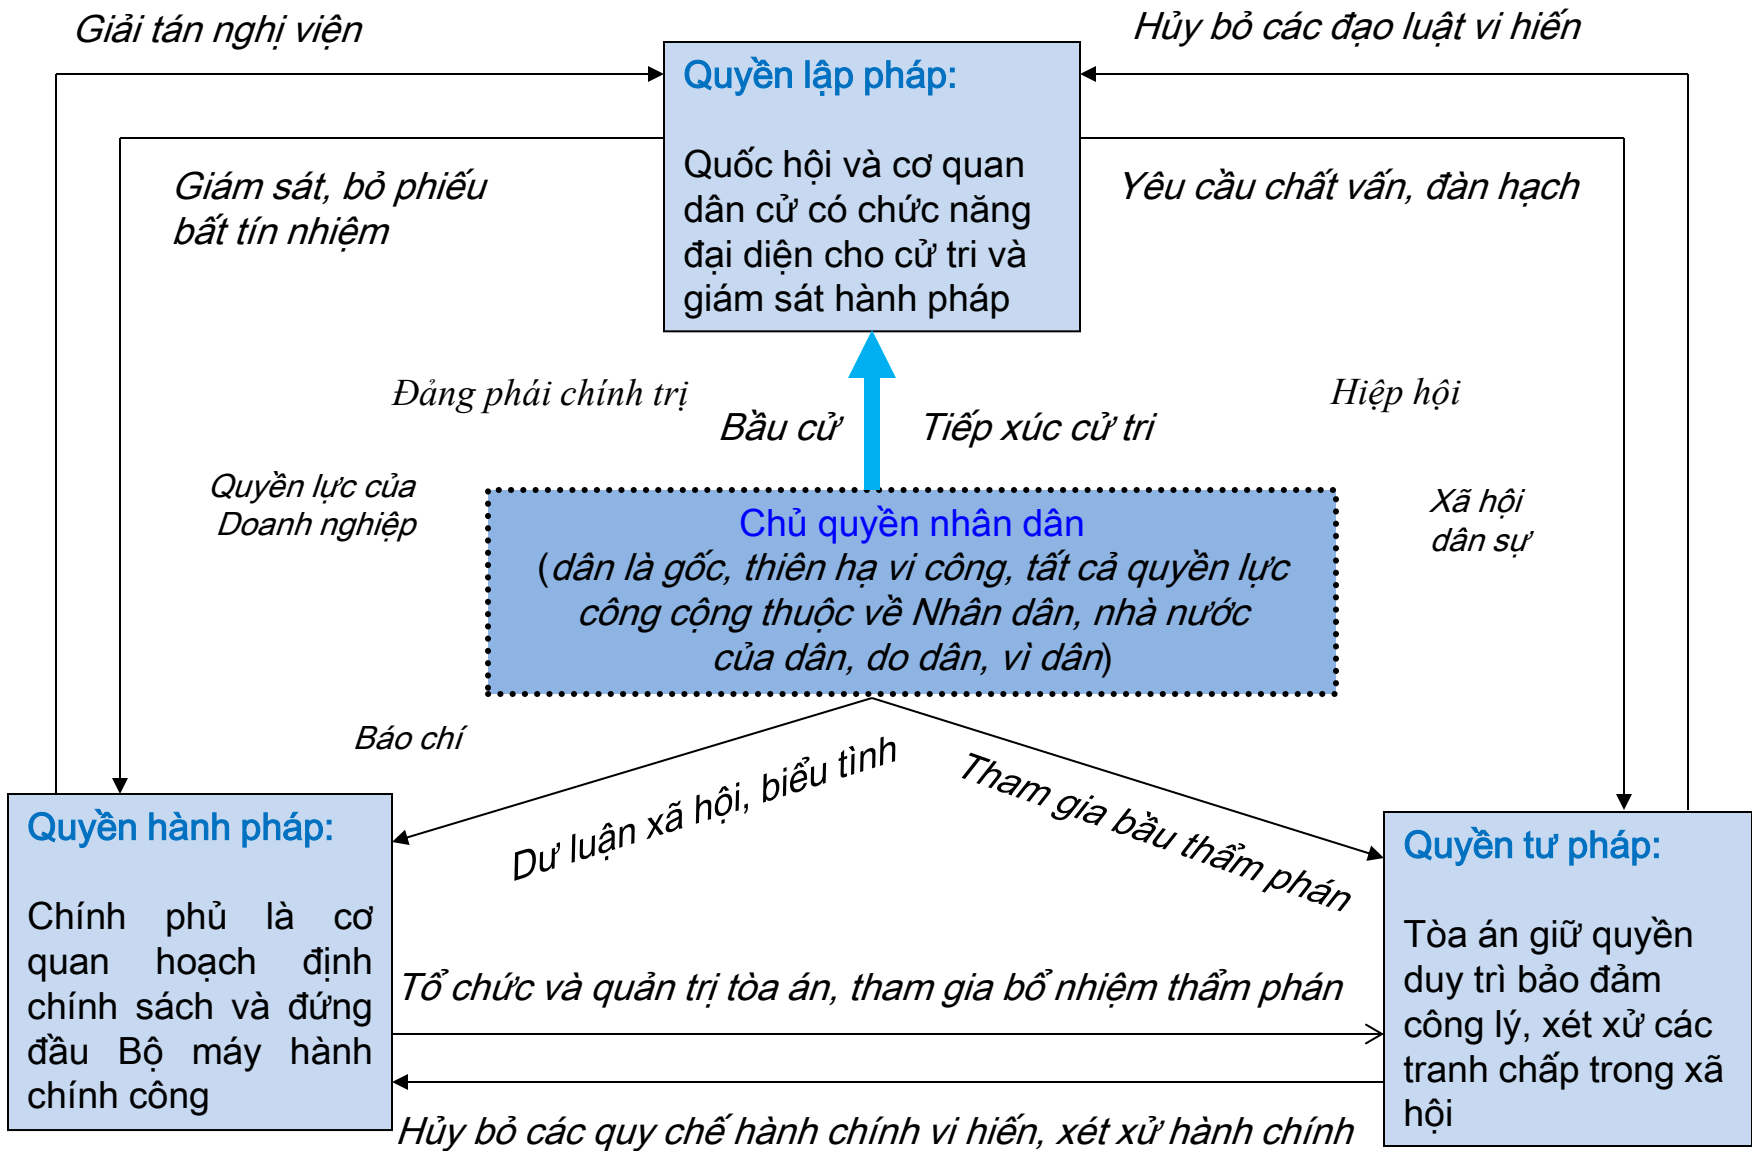 Giải tán nghị viện
Hủy bỏ các đạo luật vi hiến
Quyền lập pháp:
Quốc hội và cơ quan
dân cử có chức năng
đại diện cho cử tri và
giám sát hành pháp
Giám sát, bỏ phiếu
bất tín nhiệm
Yêu cầu chất vấn, đàn hạch
Đảng phái chính trị
Hiệp hội
Bầu cử
Tiếp xúc cử tri
Quyền lực của
Doanh nghiệp
Xã hội
dân sự
Chủ quyền nhân dân
(dân là gốc, thiên hạ vi công, tất cả quyền lực
công cộng thuộc về Nhân dân, nhà nước
của dân, do dân, vì dân)
Báo chí
Dư luận xã hội, biểu tình
Tham gia bầu thẩm phán
Quyền hành pháp:
Chính phủ là cơ
quan hoạch định
chính sách và đứng
đầu Bộ máy hành
chính công
Quyền tư pháp:
Tòa án giữ quyền
duy trì bảo đảm
công lý, xét xử các
tranh chấp trong xã
hội
Tổ chức và quản trị tòa án, tham gia bổ nhiệm thẩm phán
Hủy bỏ các quy chế hành chính vi hiến, xét xử hành chính